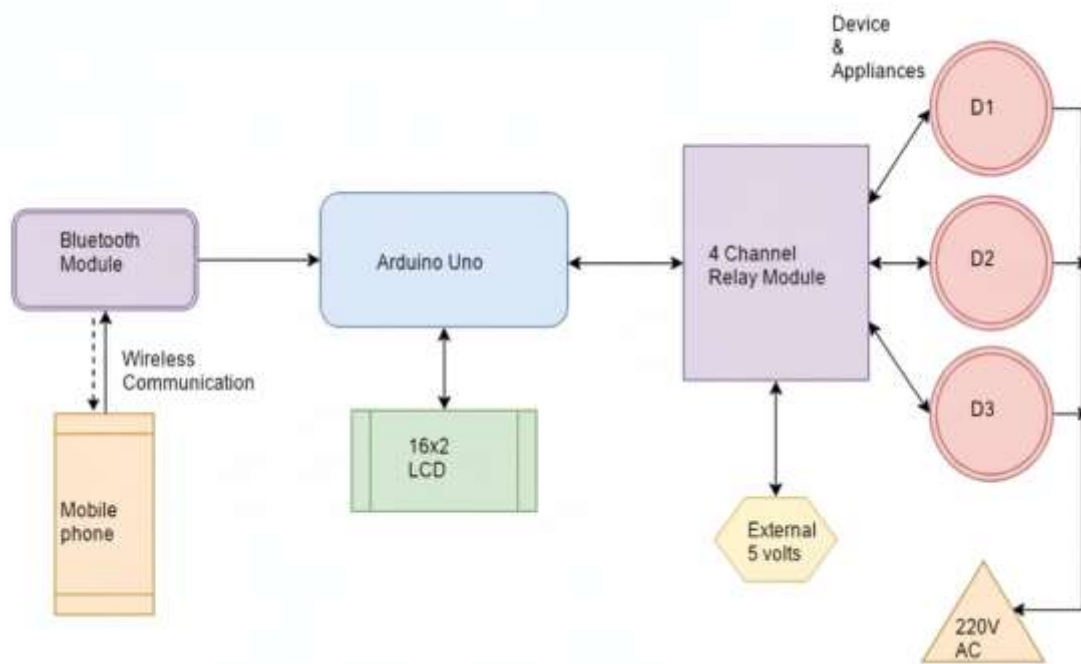 Device
&
Appliances
D1
Bluetooth
Module
Arduino Uno
4 Channel
Relay Module
D2
Wireless
Communication
D3
16x2
LCD
Mobile
phone
External
5 volts
220V
AC